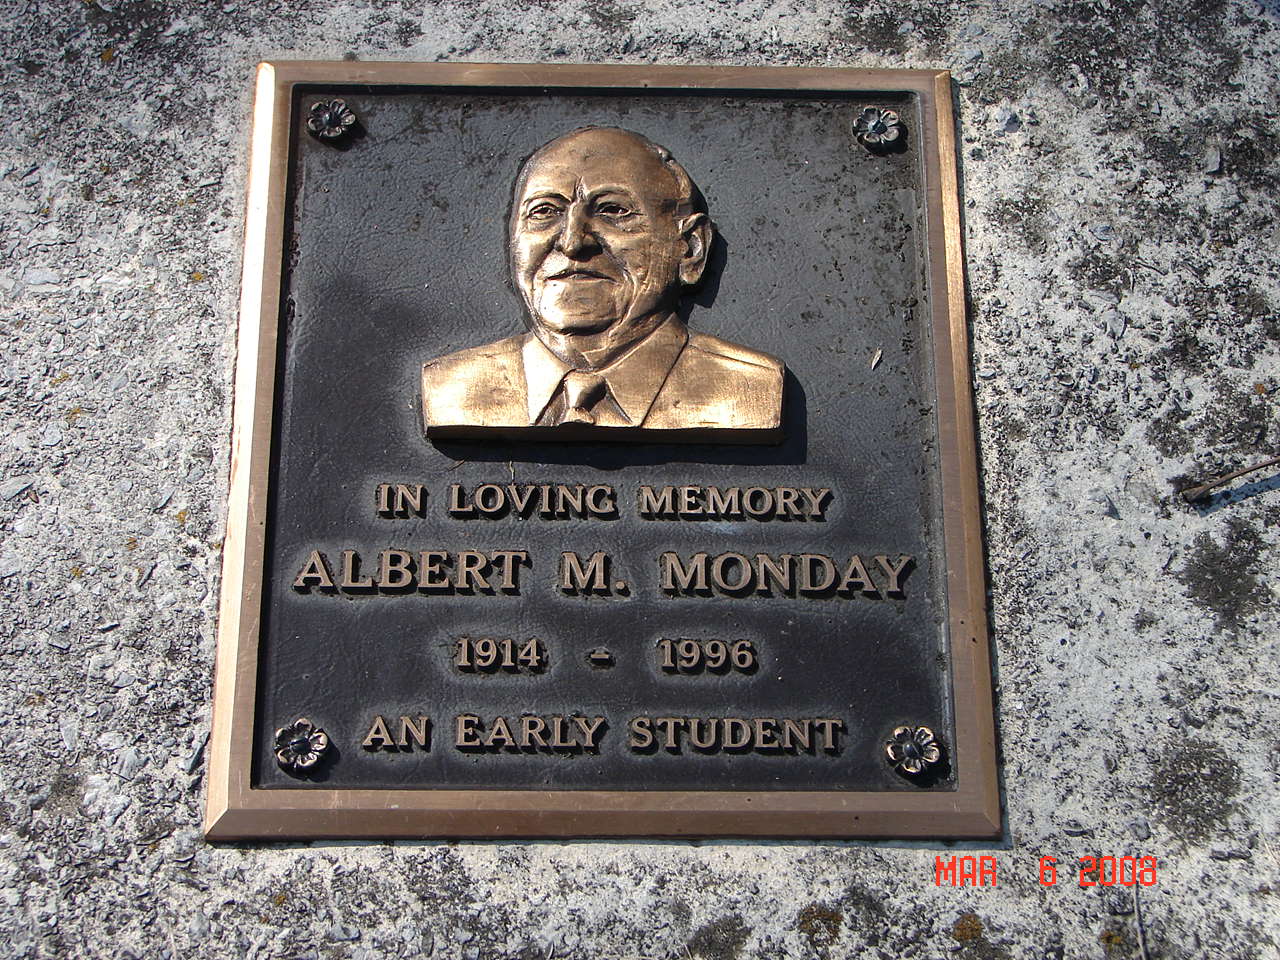 IN LOVING MEMORY
ALBERT M. MONDAY
1914 - 1996
AN EARLY STUDENT
MAR 6 2008